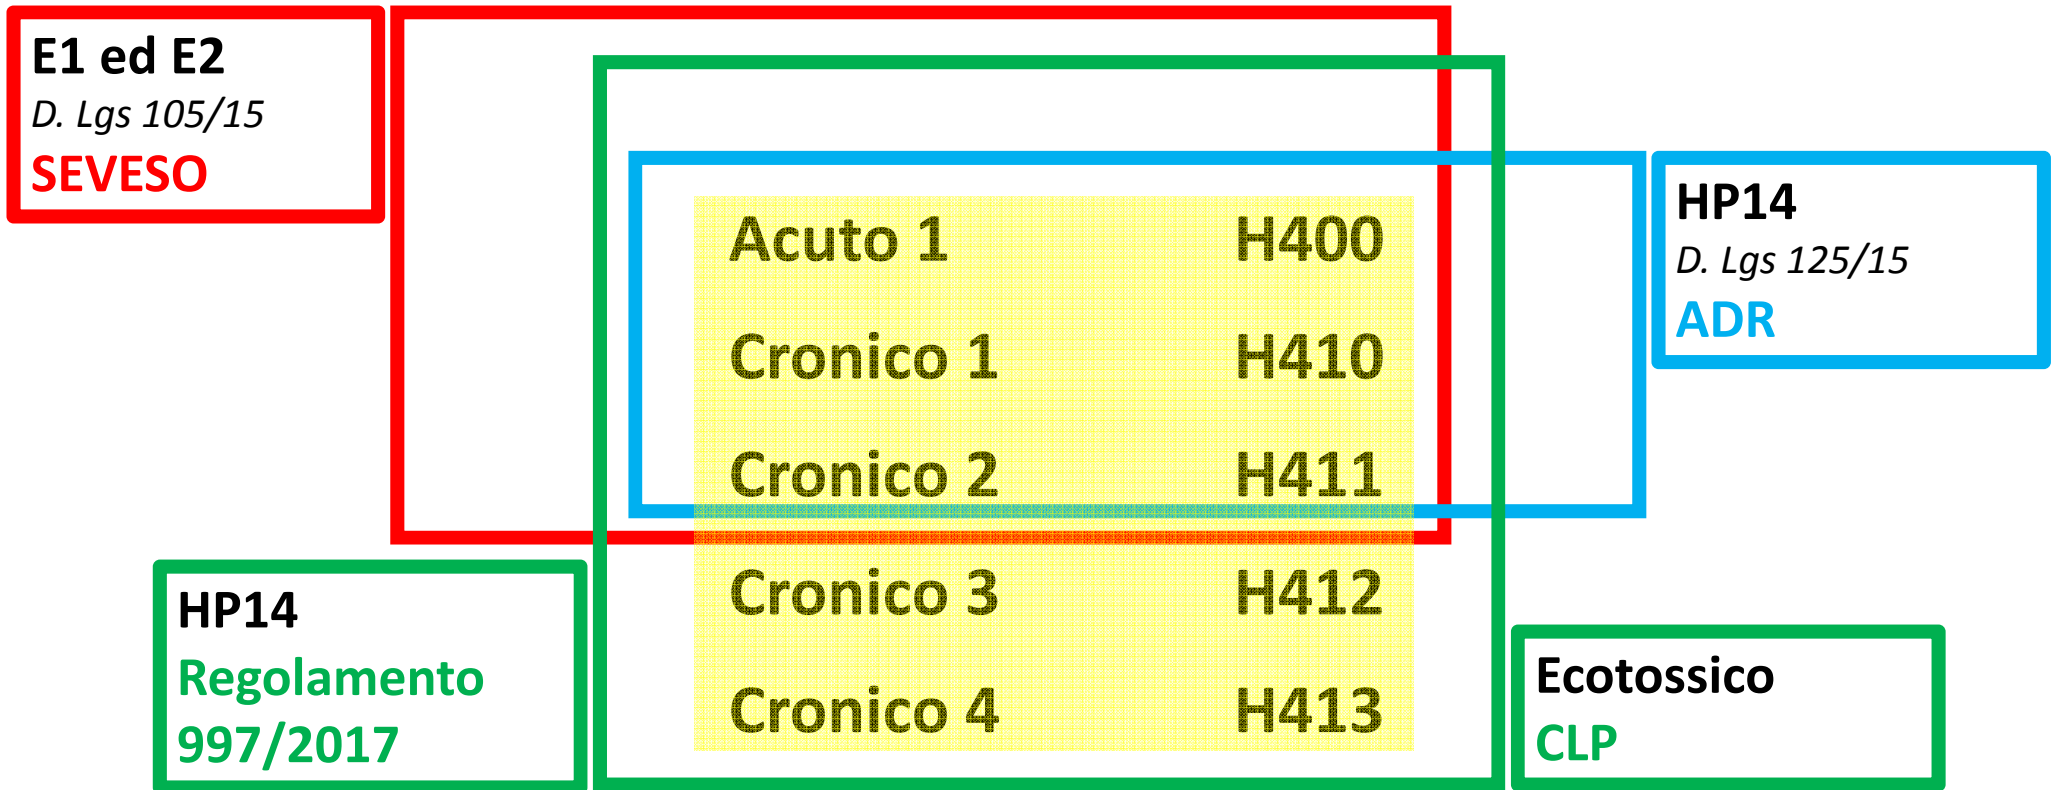 E1 ed E2
D. Lgs 105/15
SEVESO
Acuto 1 H400
Cronico 1 H410
Cronico 2 H411
Cronico 3 H412
Cronico 4 H413
HP14
D. Lgs 125/15
ADR
HP14
Regolamento
997/2017
Ecotossico
CLP